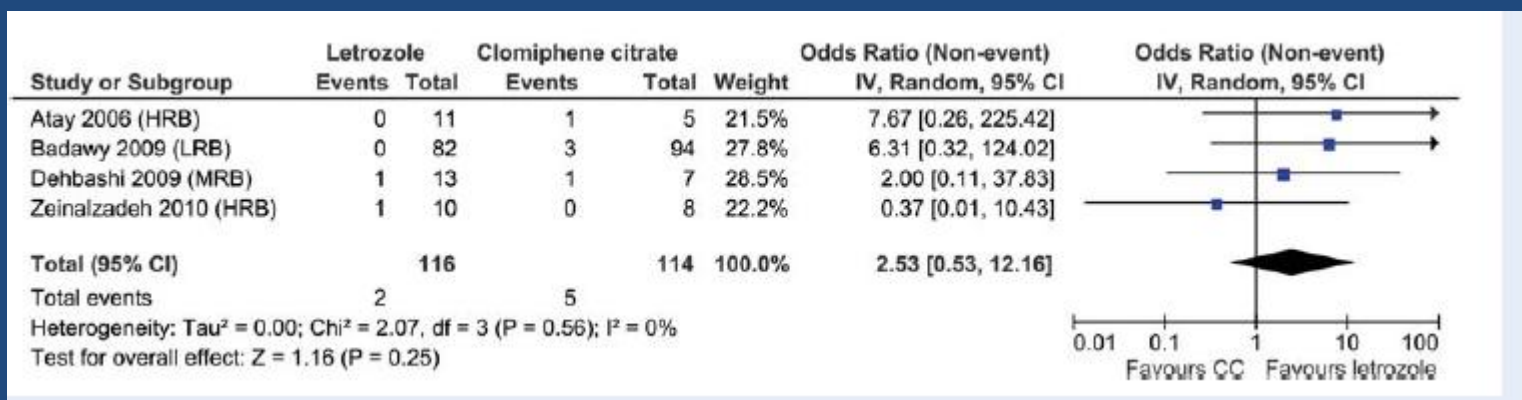 Letrozole Clomiphene citrate Odds Ratio (Non-event) Odds Ratio (Non-event)
Study or Subgroup Events Total Events Total Weight IV, Random, 95% CI IV, Random, 95% CI
Atay 2006 (HRB) 0 11 1 5 21.5% 7.67 [0.26, 225.42]
Badawy 2009 (LRB) 0 82 3 94 27.8% 6.31 [0.32, 124.02]
Dehbashi 2009 (MRB) 1 13 1 7 28.5% 2.00 [0.11, 37.83]
Zeinalzadeh 2010 (HRB) 1 10 0 8 22.2% 0.37 [0.01, 10.43]
Total (95% CI) 116 114 100.0% 2.53 [0.53, 12.16]
Total events 2 5
Heterogeneity: Tau² = 0.00; Chi² = 2.07, df = 3 (P = 0.56); I² = 0%
Test for overall effect: Z = 1.16 (P = 0.25)
0.01 0.1 1 10 100
Favours CC Favours letrozole